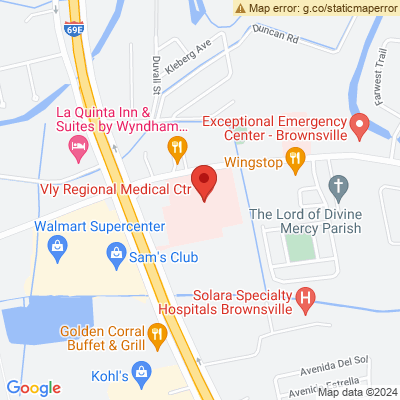 Map error: g.co/staticmaperror
69E
Duncan Rd
Kleberg Ave
Duvall St
Farwest Trail
La Quinta Inn &
Suites by Wyndham...
Exceptional Emergency
Center - Brownsville
Wingstop
Vly Regional Medical Ctr
Walmart Supercenter
The Lord of Divine
Mercy Parish
Sam's Club
Solara Specialty
Hospitals Brownsville
H
Golden Corral
Buffet & Grill
Avenida Del Sol
Kohl's
Avenida Estrella
Google
Map data ©2024